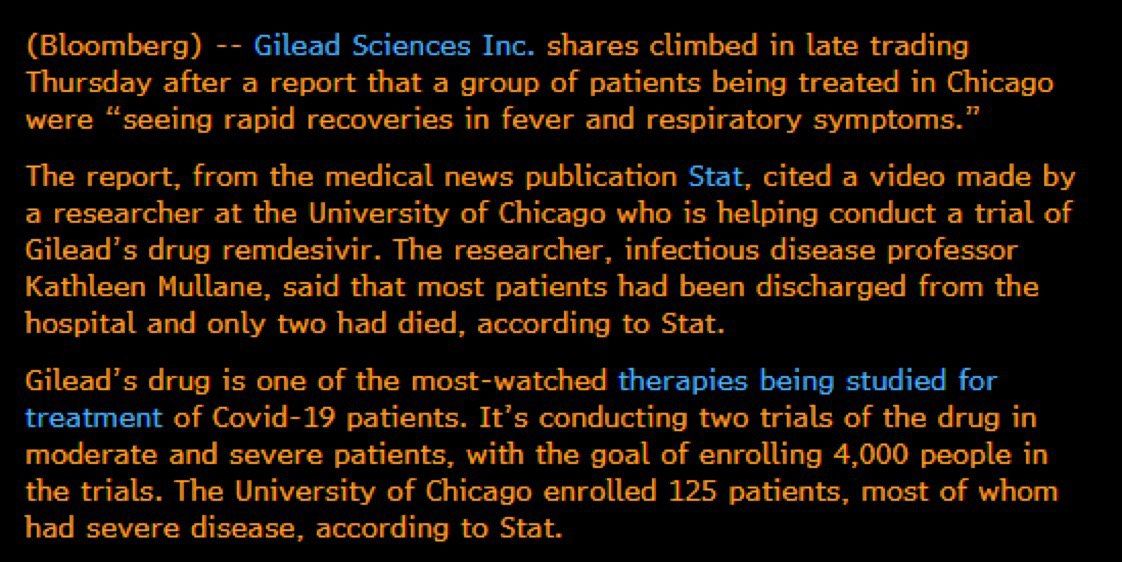 (Bloomberg) -- Gilead Sciences Inc. shares climbed in late trading
Thursday after a report that a group of patients being treated in Chicago
were “seeing rapid recoveries in fever and respiratory symptoms.”
The report, from the medical news publication Stat, cited a video made by
a researcher at the University of Chicago who is helping conduct a trial of
Gilead’s drug remdesivir. The researcher, infectious disease professor
Kathleen Mullane, said that most patients had been discharged from the
hospital and only two had died, according to Stat.
Gilead’s drug is one of the most-watched therapies being studied for
treatment of Covid-19 patients. It’s conducting two trials of the drug in
moderate and severe patients, with the goal of enrolling 4,000 people in
the trials. The University of Chicago enrolled 125 patients, most of whom
had severe disease, according to Stat.